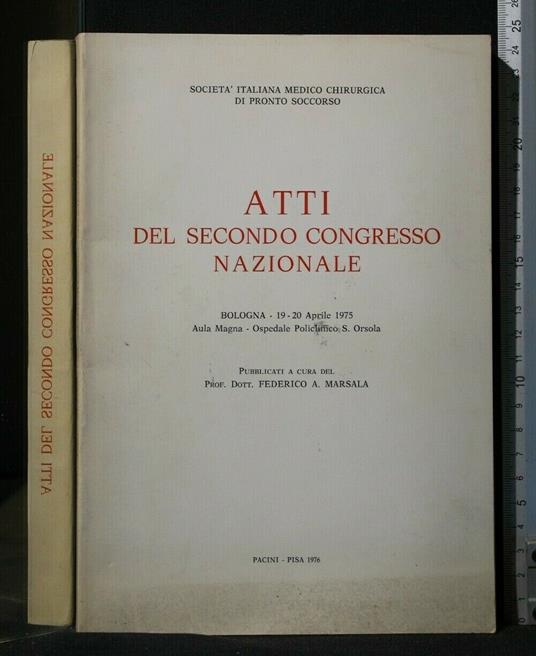 SOCIETA' ITALIANA MEDICO CHIRURGICA
DI PRONTO SOCCORSO
ATTI
DEL SECONDO CONGRESSO
NAZIONALE
BOLOGNA - 19-20 Aprile 1975
Aula Magna - Ospedale Policlinico S. Orsola
PUBBLICATI A CURA DEL
PROF. DOTT. FEDERICO A. MARSALA
PACINI - PISA 1976
ATTI DEL SECONDO CONGRESSO NAZIONALE